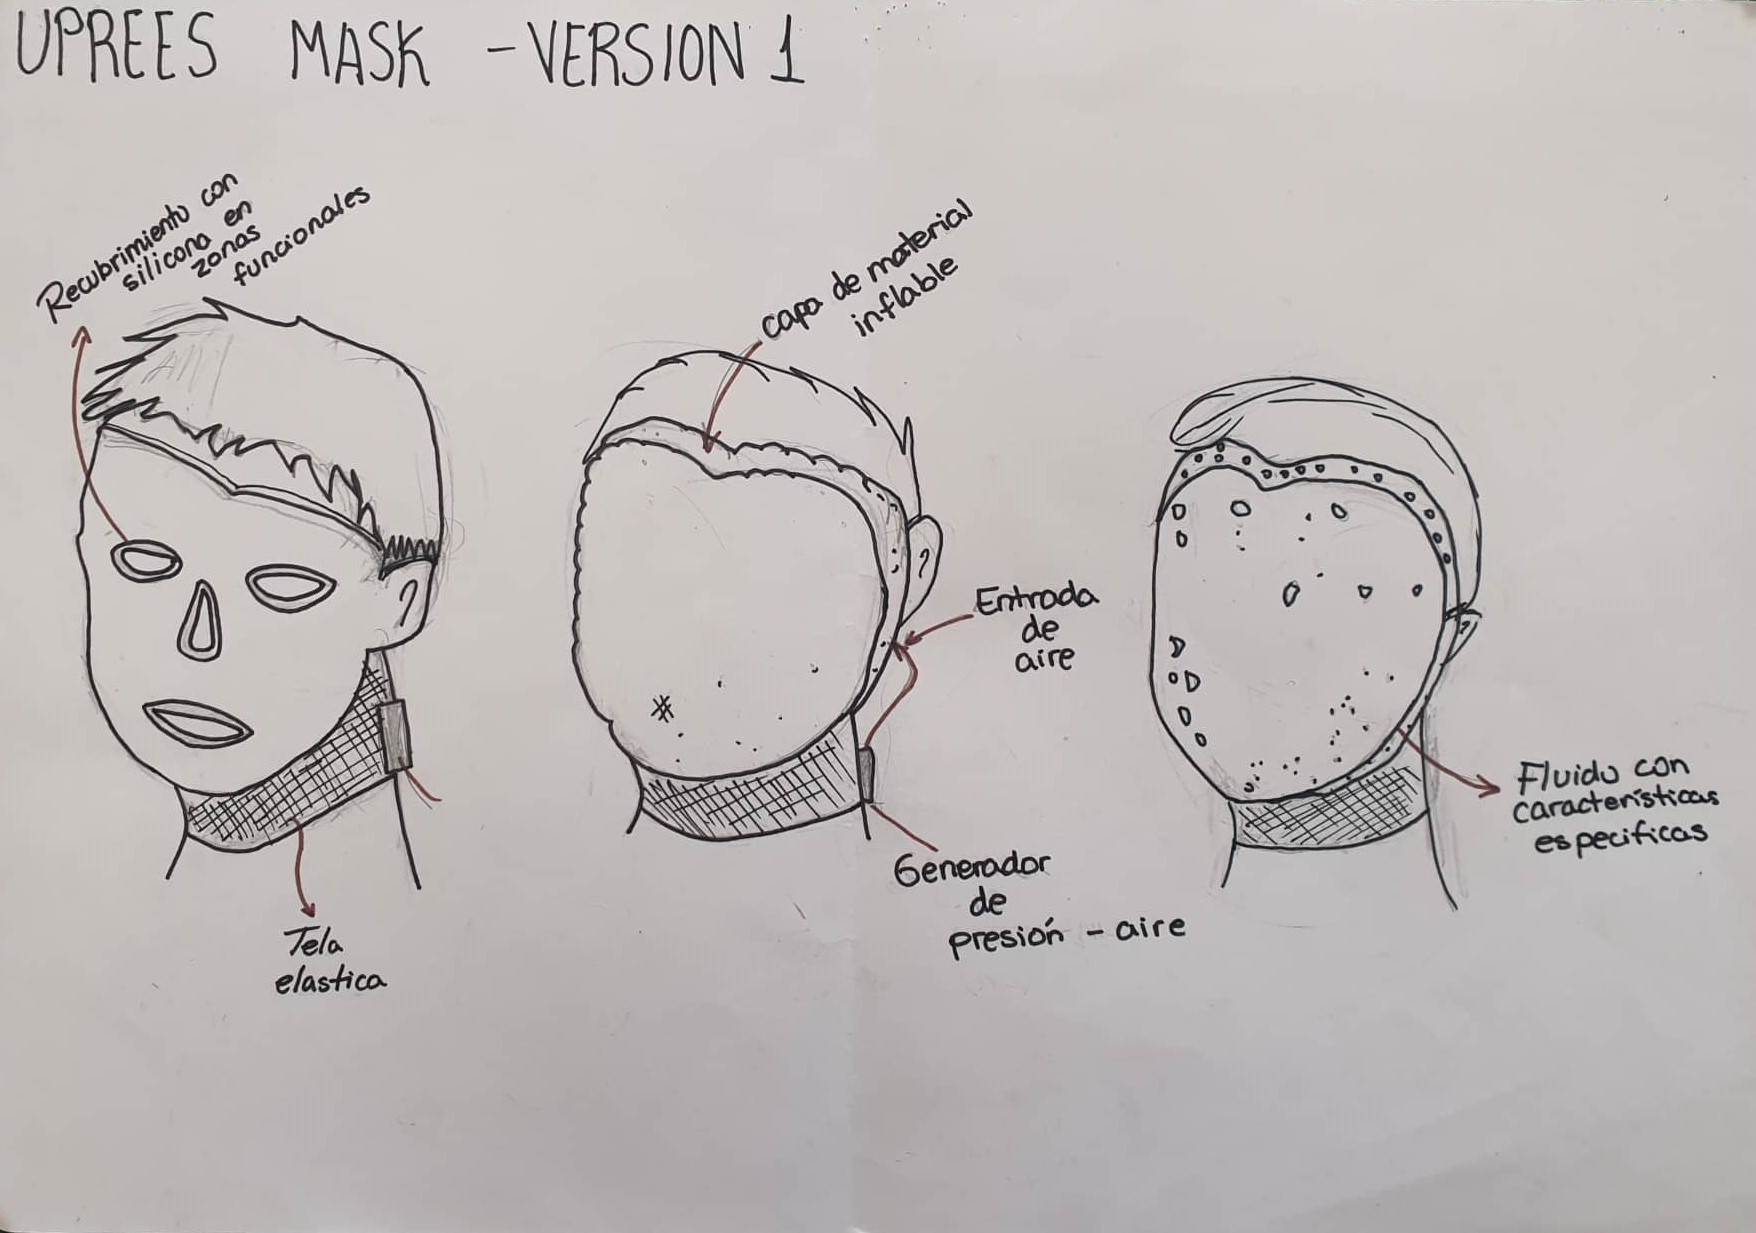 UPREES MASK - VERSION 1
Recubrimiento con
silicona en
zonas
funcionales
capa de material
inflable
Entrada
de
aire
Fluido con
características
especificas
Generador
de
presión - aire
Tela
elastica